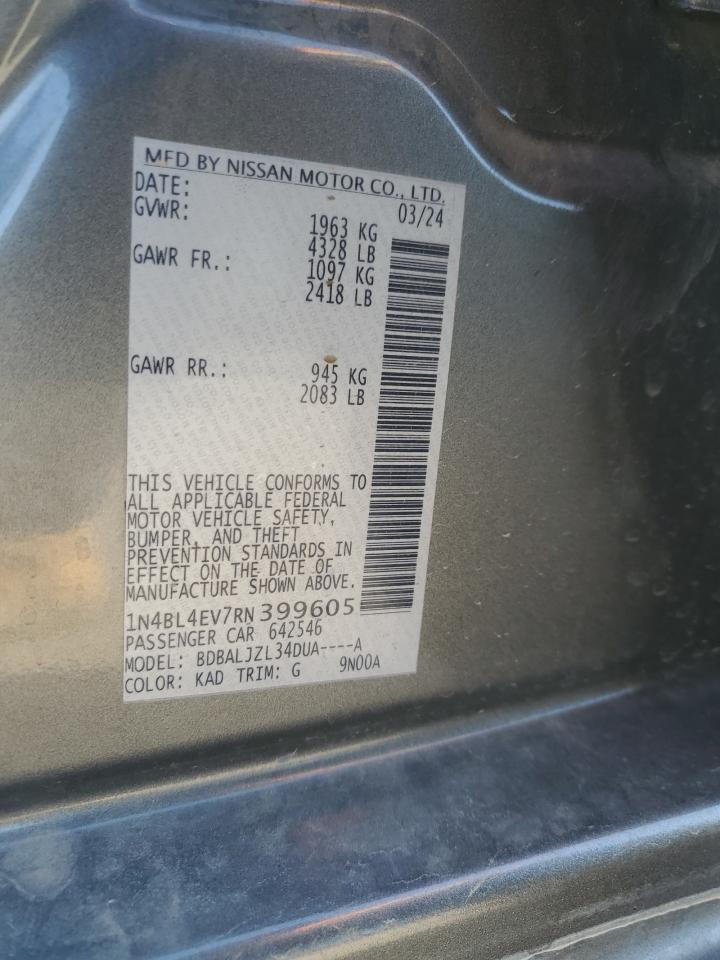 MFD BY NISSAN MOTOR CO., LTD.
DATE: 03/24
GVWR: 1963 KG
4328 LB
GAWR FR.: 1097 KG
2418 LB
GAWR RR.: 945 KG
2083 LB
THIS VEHICLE CONFORMS TO
ALL APPLICABLE FEDERAL
MOTOR VEHICLE SAFETY,
BUMPER, AND THEFT
PREVENTION STANDARDS IN
EFFECT ON THE DATE OF
MANUFACTURE SHOWN ABOVE.
1N4BL4EV7RN399605
PASSENGER CAR 642546
MODEL: BDBALJZL34DUA----A
COLOR: KAD TRIM: G 9N00A